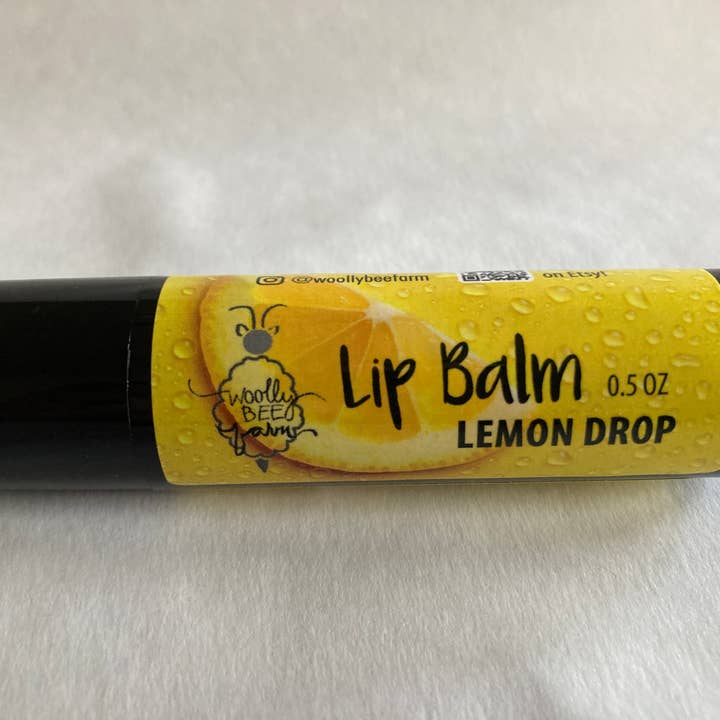 @woollybeefarm
on Etsy!
Lip Balm 0.5 OZ
LEMON DROP
woolly
BEE
farm